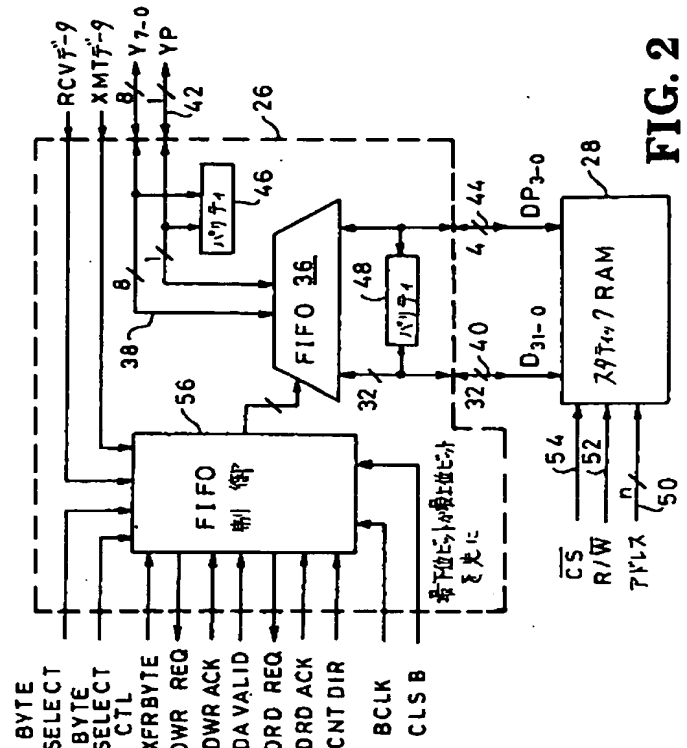 BYTE
SELECT
BYTE
SELECT
CTL
XFRBYTE
DWR REQ
DWR ACK
DAVALID
DRD REQ
DRD ACK
CNTDIR
BCLK
CLSB
RCVデータ
XMTデータ
8
Y7-0
1
YP
42
26
56
FIFO
制御
38
8
1
パリティ
46
FIFO 36
32
48
パリティ
最下位ビットが最上位ビット
を先に
32
40
4
44
D31-0
DP3-0
28
スタティックRAM
CS
54
R/W
52
アドレス
n
50
FIG. 2